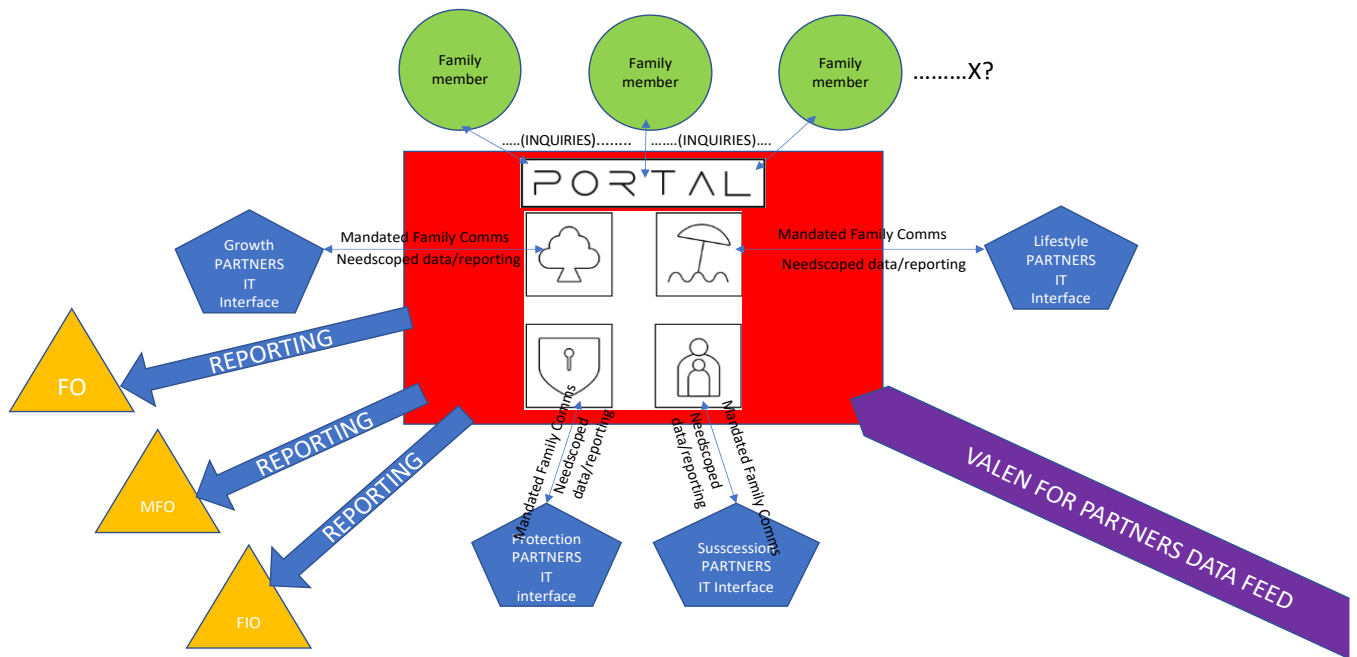 Family
member
Family
member
Family
member
.........X?
.....(INQUIRIES)........
.......(INQUIRIES)....
PORTAL
Growth
PARTNERS
IT
Interface
Mandated Family Comms
Needscoped data/reporting
Mandated Family Comms
Needscoped data/reporting
Lifestyle
PARTNERS
IT
Interface
FO
REPORTING
MFO
REPORTING
FIO
REPORTING
Mandated Family Comms
Needscoped
data/reporting
Needscoped
data/reporting
Mandated Family Comms
Protection
PARTNERS
IT
interface
Susscession
PARTNERS
IT Interface
VALEN FOR PARTNERS DATA FEED